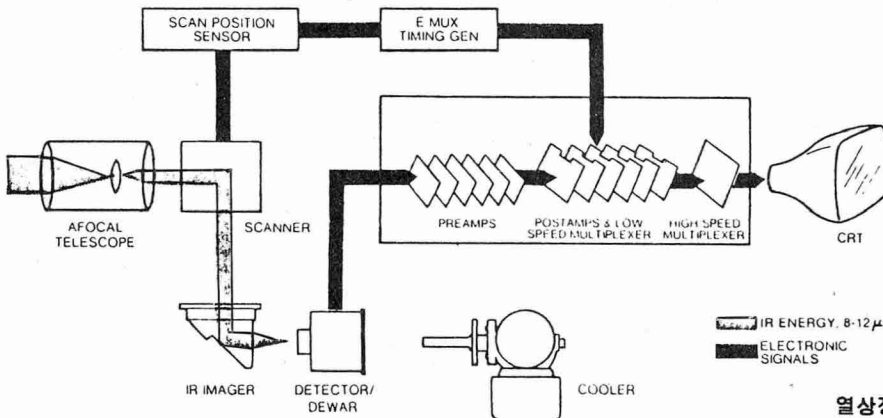 SCAN POSITION
SENSOR
E MUX
TIMING GEN
AFOCAL
TELESCOPE
SCANNER
PREAMPS
POSTAMPS & LOW
SPEED MULTIPLEXER
HIGH SPEED
MULTIPLEXER
CRT
IR ENERGY, 8-12 μ
ELECTRONIC
SIGNALS
IR IMAGER
DETECTOR/
DEWAR
COOLER
열상